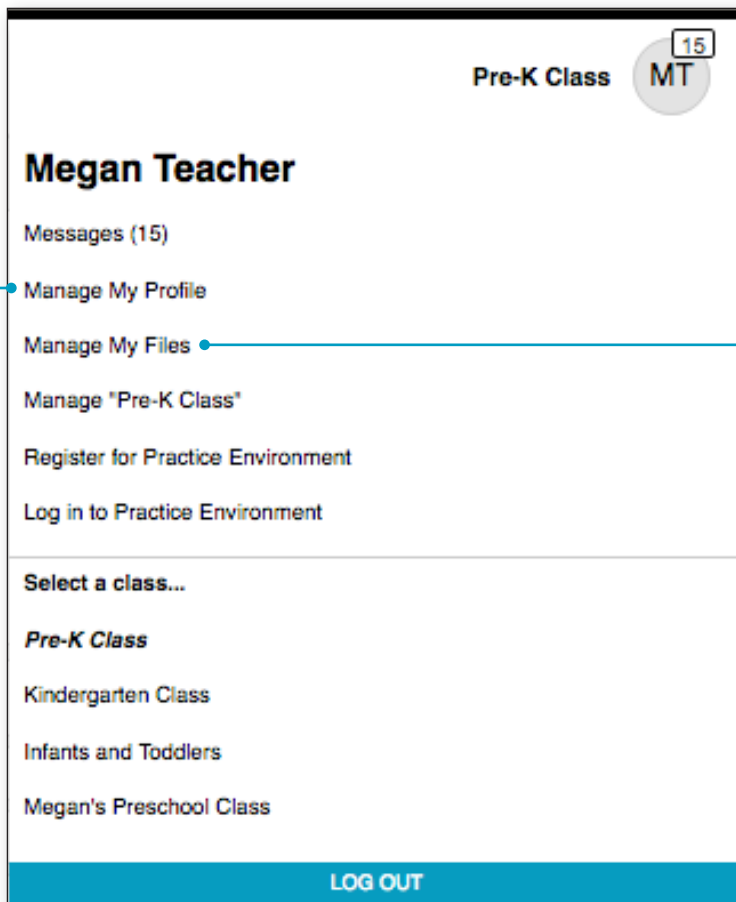 15
Pre-K Class MT
Megan Teacher
Messages (15)
Manage My Profile
Manage My Files
Manage "Pre-K Class"
Register for Practice Environment
Log in to Practice Environment
Select a class...
Pre-K Class
Kindergarten Class
Infants and Toddlers
Megan's Preschool Class
LOG OUT